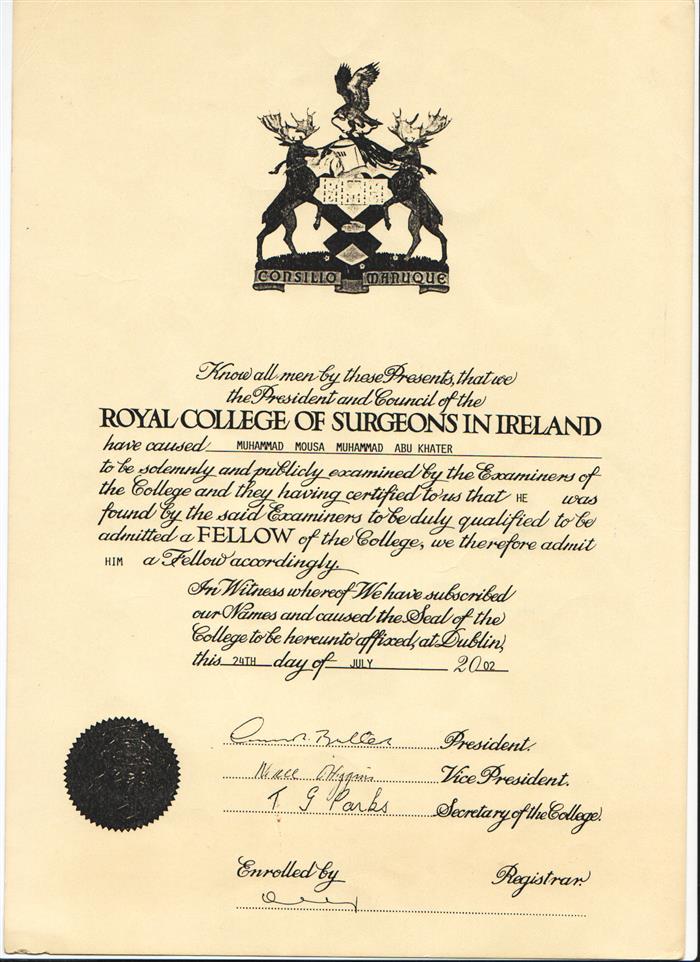 CONSILIO MANUQUE
Know all men by these Presents, that we
the President and Council of the
ROYAL COLLEGE OF SURGEONS IN IRELAND
have caused MUHAMMAD MOUSA MUHAMMAD ABU KHATER
to be solemnly and publicly examined by the Examiners of
the College and they having certified to us that HE was
found by the said Examiners to be duly qualified to be
admitted a FELLOW of the College, we therefore admit
HIM a Fellow accordingly.
In Witness whereof We have subscribed
our Names and caused the Seal of the
College to be hereunto affixed, at Dublin,
this 24TH day of JULY 2002
President.
O'Higgins Vice President.
T G Parks Secretary of the College.
Enrolled by Registrar.